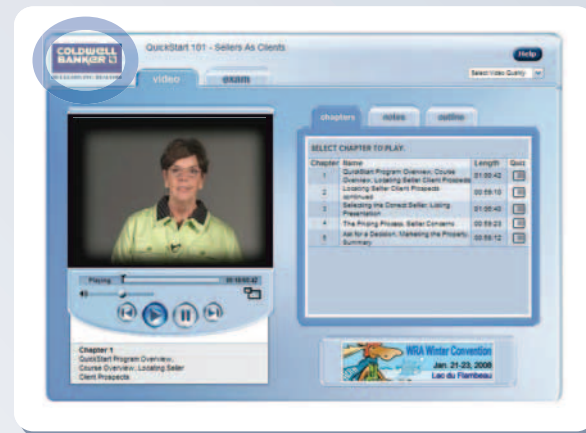 COLDWELL
BANKER
QuickStart 101 - Sellers As Clients
Help
video
exam
Select Video Quality
chapters
notes
outline
SELECT CHAPTER TO PLAY.
Chapter Name Length Quiz
1 QuickStart Program Overview, Course
Overview, Locating Seller Client Prospects
2 Locating Seller Client Prospects
continued
3 Selecting the Correct Seller, Listing
Presentation
4 The Pricing Process, Seller Concerns
5 Ask for a Decision, Marketing the Property,
Summary
Playing
Chapter 1
QuickStart Program Overview,
Course Overview, Locating Seller
Client Prospects
WRA Winter Convention
Jan. 21-23, 2008
Lac du Flambeau